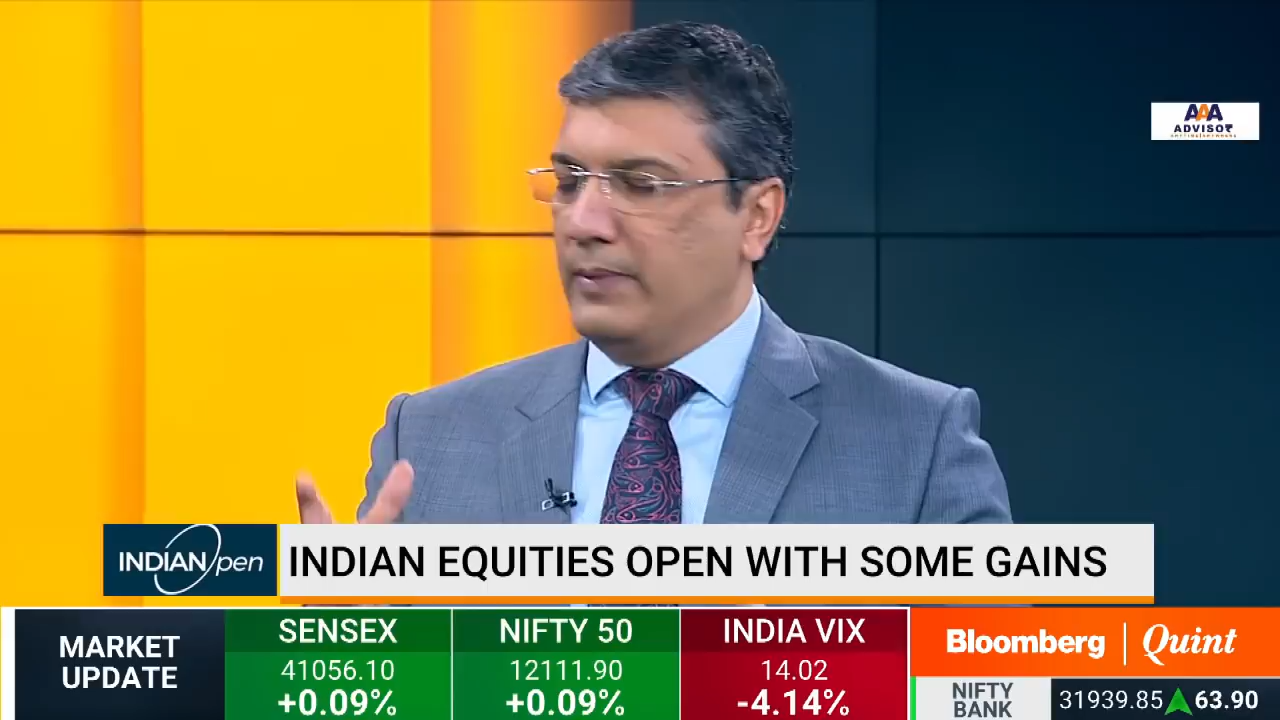 AAA
ADVISO₹
INDIAN Open
INDIAN EQUITIES OPEN WITH SOME GAINS
MARKET
UPDATE
SENSEX
41056.10
+0.09%
NIFTY 50
12111.90
+0.09%
INDIA VIX
14.02
-4.14%
Bloomberg | Quint
NIFTY
BANK
31939.85 ▲ 63.90